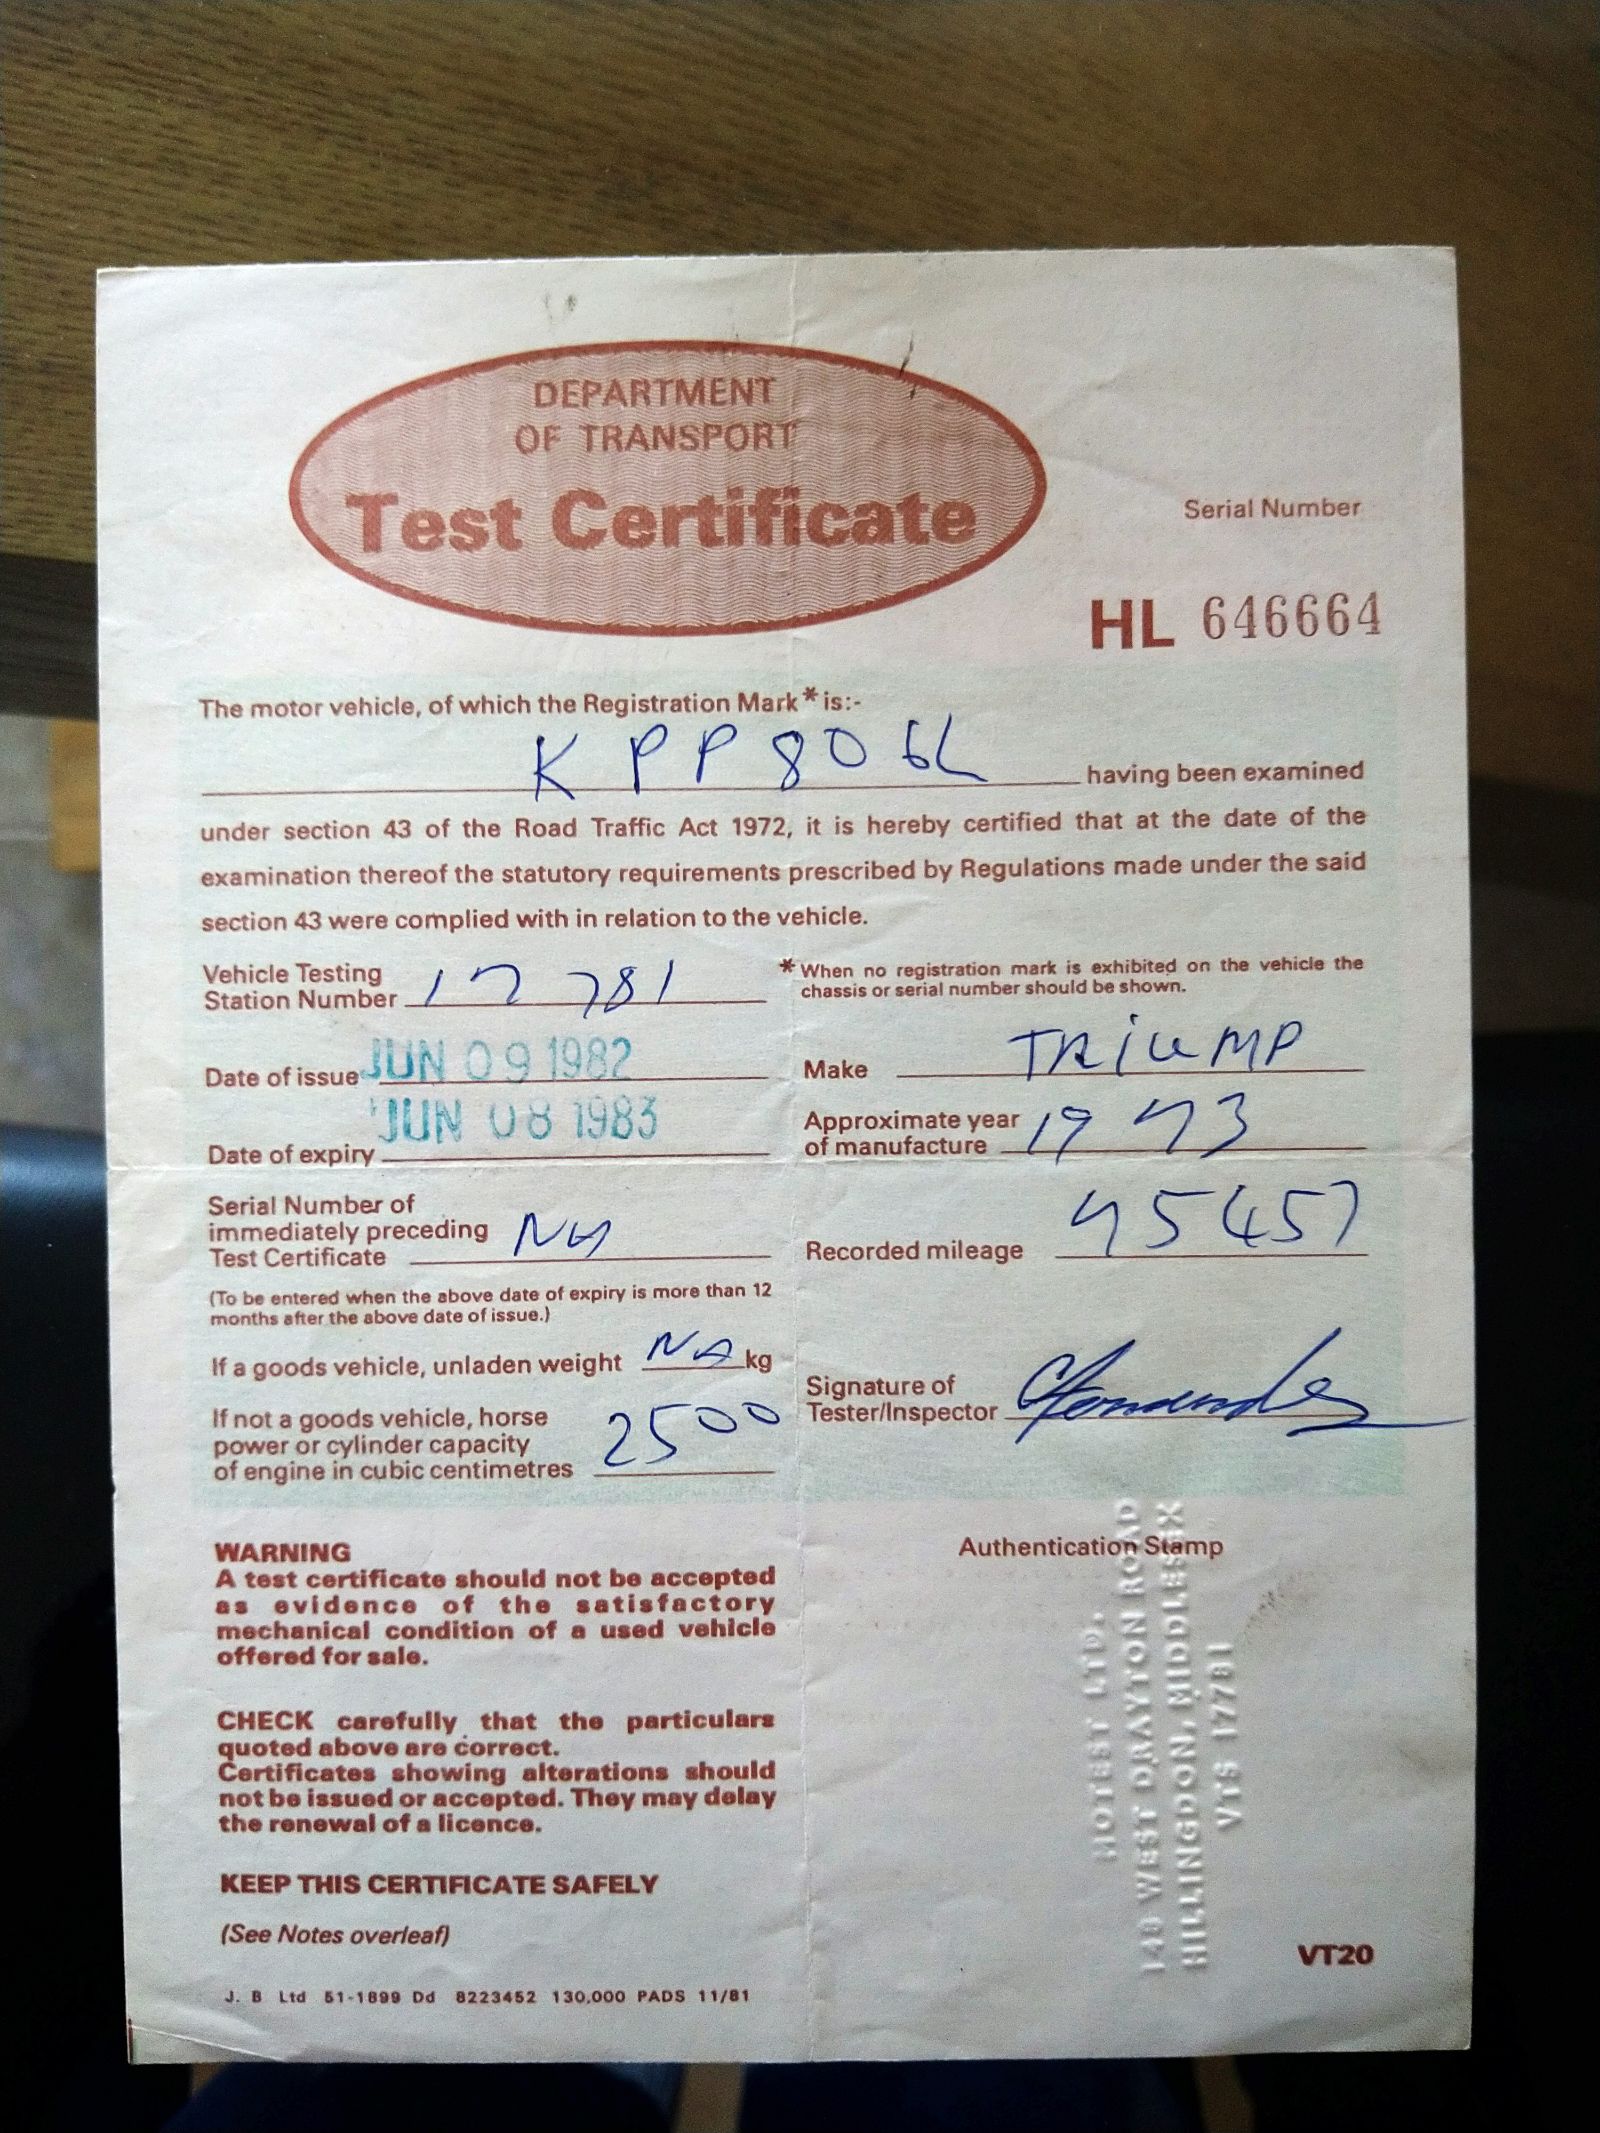 DEPARTMENT
OF TRANSPORT
Test Certificate
Serial Number
HL 646664
The motor vehicle, of which the Registration Mark * is:-
KPP 806L having been examined
under section 43 of the Road Traffic Act 1972, it is hereby certified that at the date of the
examination thereof the statutory requirements prescribed by Regulations made under the said
section 43 were complied with in relation to the vehicle.
Vehicle Testing
Station Number 17 781
* When no registration mark is exhibited on the vehicle the
chassis or serial number should be shown.
Date of issue JUN 09 1982
Make TRIUMP
Date of expiry JUN 08 1983
Approximate year
of manufacture 1973
Serial Number of
immediately preceding
Test Certificate NA
Recorded mileage 75457
(To be entered when the above date of expiry is more than 12
months after the above date of issue.)
If a goods vehicle, unladen weight NA kg
Signature of
Tester/Inspector
If not a goods vehicle, horse
power or cylinder capacity
of engine in cubic centimetres 2500
WARNING
A test certificate should not be accepted
as evidence of the satisfactory
mechanical condition of a used vehicle
offered for sale.
CHECK carefully that the particulars
quoted above are correct.
Certificates showing alterations should
not be issued or accepted. They may delay
the renewal of a licence.
KEEP THIS CERTIFICATE SAFELY
(See Notes overleaf)
J. B Ltd 51-1899 Dd 8223452 130,000 PADS 11/81
Authentication Stamp
MOTEST LTD.
148 WEST DRAYTON ROAD
HILLINGDON, MIDDLESEX
VTS 17781
VT20